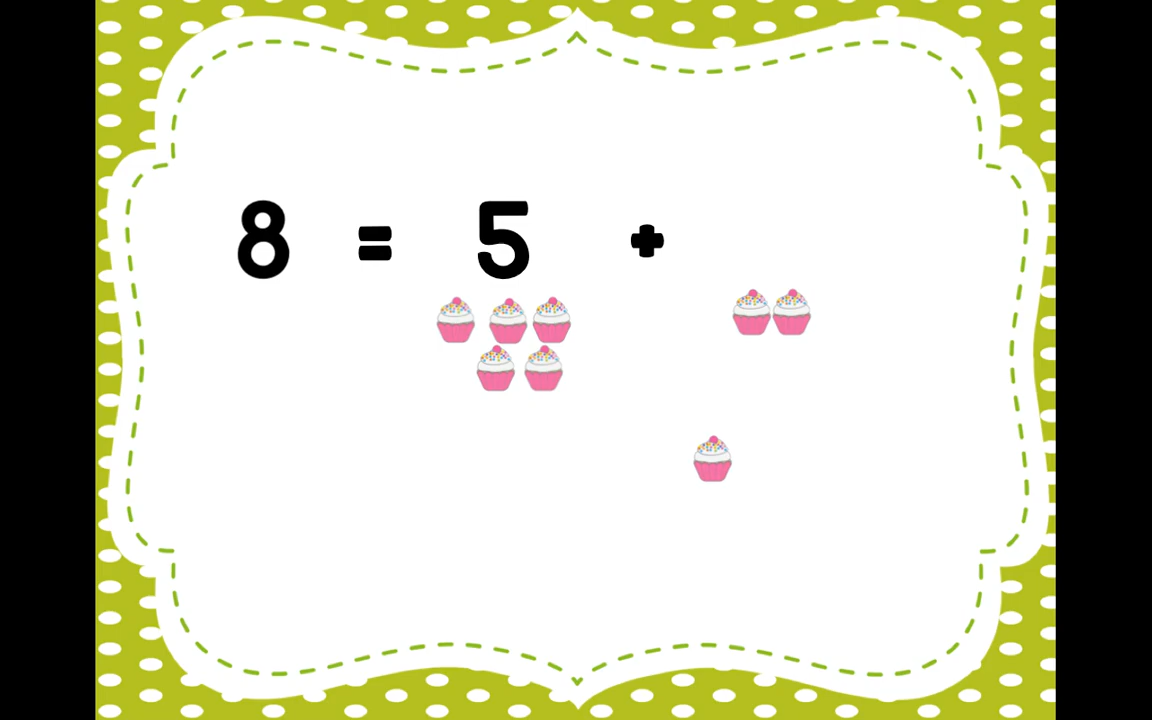 8 = 5 +